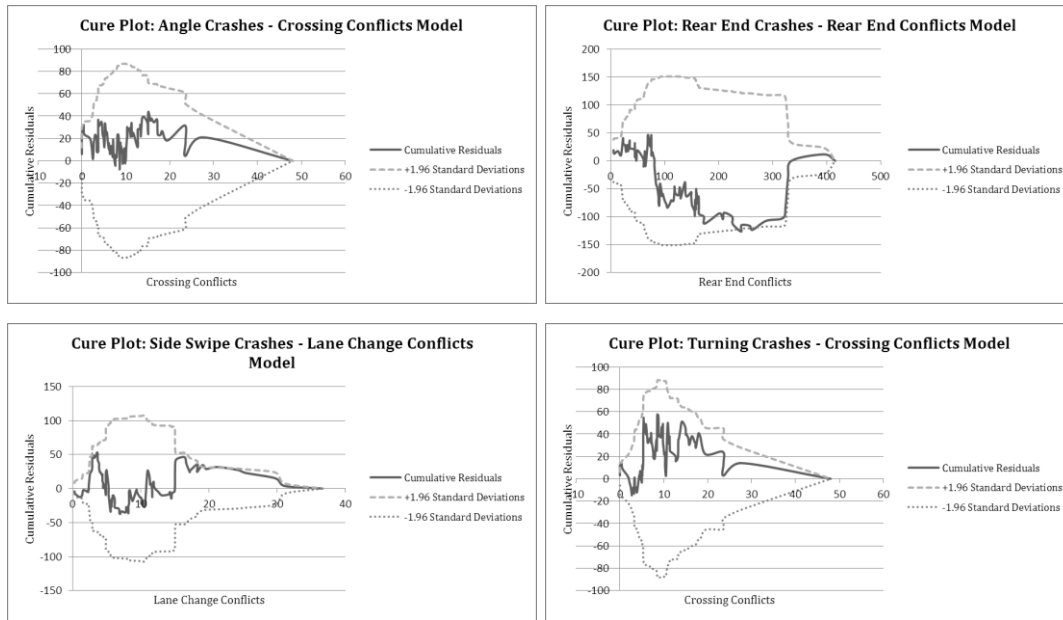 Cure Plot: Angle Crashes - Crossing Conflicts Model
100
80
60
40
20
0
-20
-40
-60
-80
-100
10
0
10
20
30
40
50
60
Cumulative Residuals
Crossing Conflicts
Cumulative Residuals
+1.96 Standard Deviations
-1.96 Standard Deviations
Cure Plot: Rear End Crashes - Rear End Conflicts Model
200
150
100
50
0
-50
-100
-150
-200
0
100
200
300
400
500
Cumulative Residuals
Rear End Conflicts
Cumulative Residuals
+1.96 Standard Deviations
-1.96 Standard Deviations
Cure Plot: Side Swipe Crashes - Lane Change Conflicts
Model
150
100
50
0
-50
-100
-150
0
10
20
30
40
Cumulative Residuals
Lane Change Conflicts
Cumulative Residuals
+1.96 Standard Deviations
-1.96 Standard Deviations
Cure Plot: Turning Crashes - Crossing Conflicts Model
100
80
60
40
20
0
-20
-40
-60
-80
-100
10
0
10
20
30
40
50
60
Cumulative Residuals
Crossing Conflicts
Cumulative Residuals
+1.96 Standard Deviations
-1.96 Standard Deviations